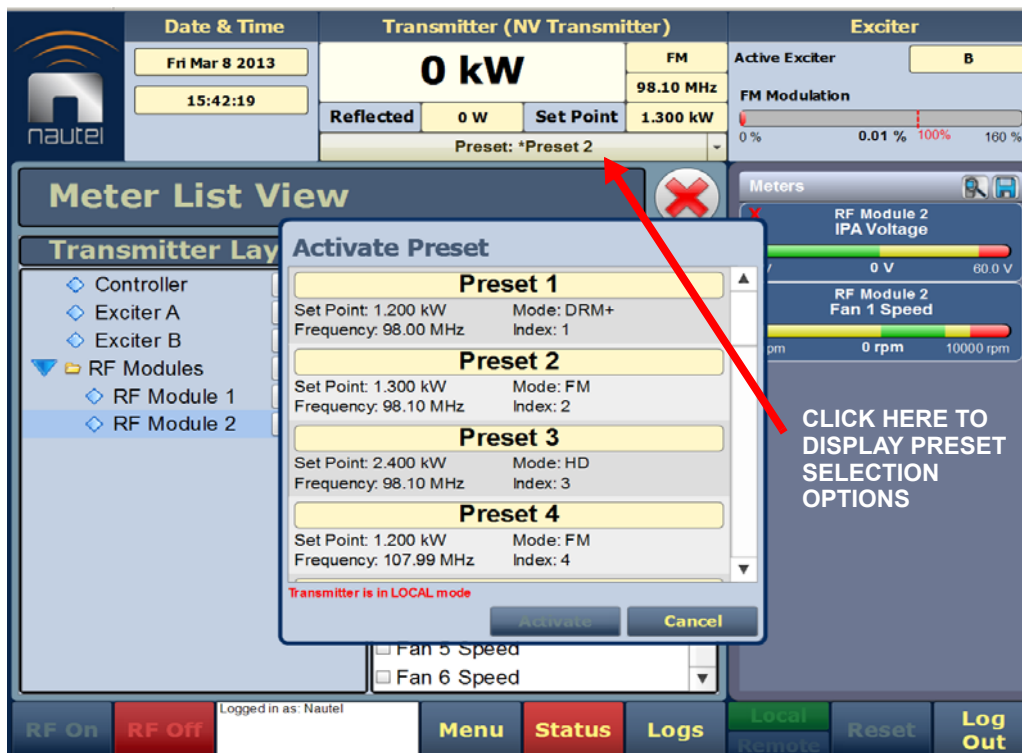 nautel
Date & Time
Fri Mar 8 2013
15:42:19
Transmitter (NV Transmitter)
0 kW
FM
98.10 MHz
Reflected 0 W Set Point 1.300 kW
Preset: *Preset 2
Exciter
Active Exciter B
FM Modulation
0 % 0.01 % 100% 160 %
Meter List View
Transmitter Lay
Controller
Exciter A
Exciter B
RF Modules
RF Module 1
RF Module 2
Activate Preset
Preset 1
Set Point: 1.200 kW Mode: DRM+
Frequency: 98.00 MHz Index: 1
Preset 2
Set Point: 1.300 kW Mode: FM
Frequency: 98.10 MHz Index: 2
Preset 3
Set Point: 2.400 kW Mode: HD
Frequency: 98.10 MHz Index: 3
Preset 4
Set Point: 1.200 kW Mode: FM
Frequency: 107.99 MHz Index: 4
Transmitter is in LOCAL mode
Activate Cancel
Fan 5 Speed
Fan 6 Speed
Meters
RF Module 2
IPA Voltage
0 V 60.0 V
RF Module 2
Fan 1 Speed
pm 0 rpm 10000 rpm
CLICK HERE TO
DISPLAY PRESET
SELECTION
OPTIONS
RF On RF Off
Logged in as: Nautel
Menu Status Logs
Local
Remote
Reset
Log
Out